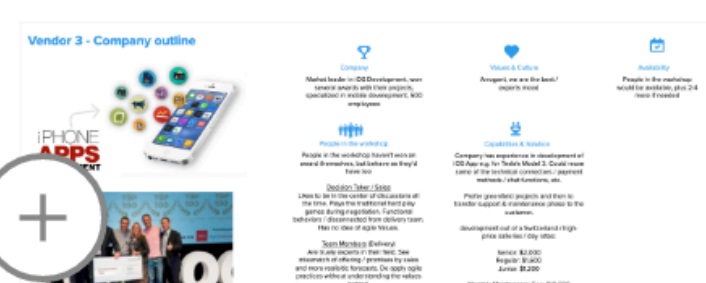 Vendor 3 - Company outline
iPHONE
APPS
Company
Market leader in iOS Development, won
several awards with their projects,
specialized in mobile development, 900
employees
Values & Culture
Arrogant, we are the best /
experts mood
Availability
People in the workshop
would be available, plus 2-4
more if needed
People in the workshop
People in the workshop haven't won an
award themselves, but behave as they'd
have too
Decision Taker / Sales
Likes to be in the center of discussions all
the time. Plays the traditional hard play
games during negotiation. Functional
behaviors / disconnected from delivery team.
Has no idea of agile Values.
Team Members (Delivery)
Are truly experts in their field. See
mismatch of offering / promises by sales
and more realistic forecasts. Do apply agile
practices without understanding the values
Capabilities & Solution
Company has experience in development of
iOS App e.g. for Tesla Model 3. Could reuse
some of the technical connectors / payment
methods / chat-functions, etc.
Prefer greenfield projects and then to
transfer support & maintenance phase to the
customer.
development out of Switzerland (high-
price salaries / day rates:
Senior: $2,000
Regular: $1,600
Junior: $1,200